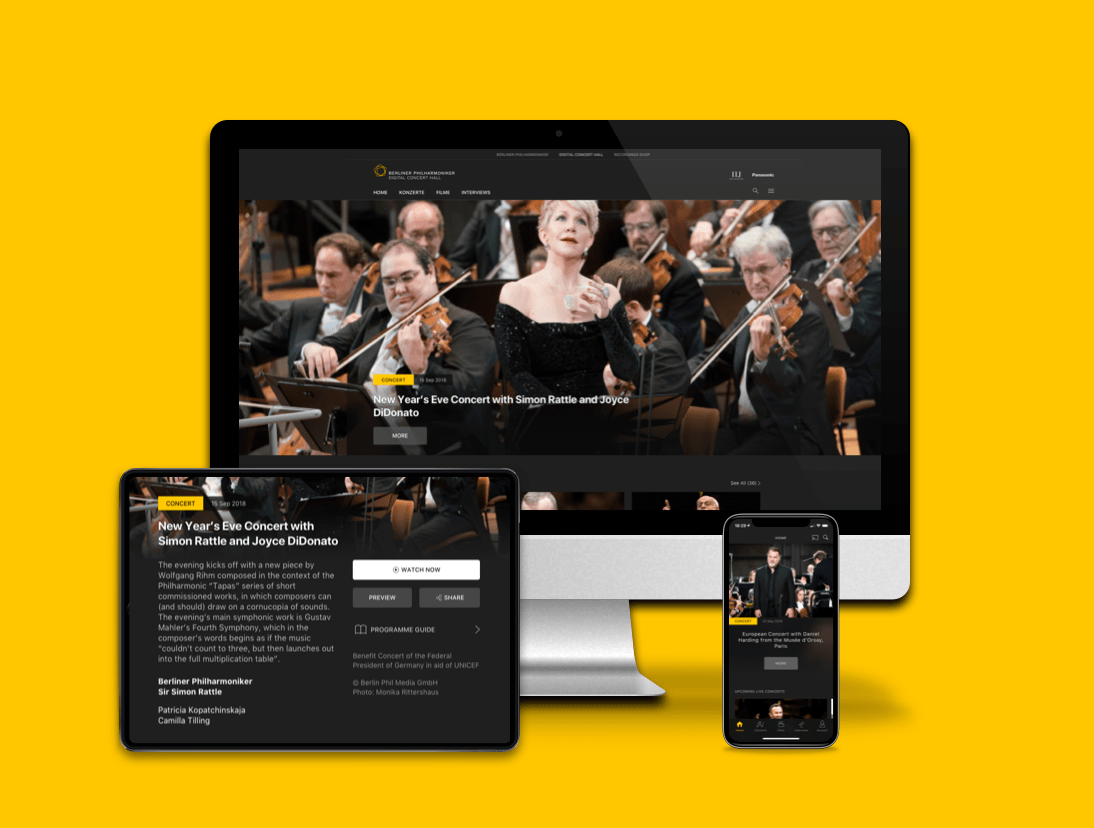 BERLINER PHILHARMONIKER DIGITAL CONCERT HALL RECORDINGS SHOP
BERLINER PHILHARMONIKER
DIGITAL CONCERT HALL
IIJ Panasonic
HOME KONZERTE FILME INTERVIEWS
CONCERT 15 Sep 2018
New Year's Eve Concert with Simon Rattle and Joyce
DiDonato
MORE
See All (38)
CONCERT 15 Sep 2018
New Year's Eve Concert with
Simon Rattle and Joyce DiDonato
The evening kicks off with a new piece by
Wolfgang Rihm composed in the context of the
Philharmonic "Tapas" series of short
commissioned works, in which composers can
(and should) draw on a cornucopia of sounds.
The evening's main symphonic work is Gustav
Mahler's Fourth Symphony, which in the
composer's words begins as if the music
"couldn't count to three, but then launches out
into the full multiplication table".
Berliner Philharmoniker
Sir Simon Rattle
Patricia Kopatchinskaja
Camilla Tilling
WATCH NOW
PREVIEW SHARE
PROGRAMME GUIDE
Benefit Concert of the Federal
President of Germany in aid of UNICEF
© Berlin Phil Media GmbH
Photo: Monika Rittershaus
HOME
CONCERT
European Concert with Daniel
Harding from the Musée d'Orsay,
Paris
MORE
UPCOMING LIVE CONCERTS